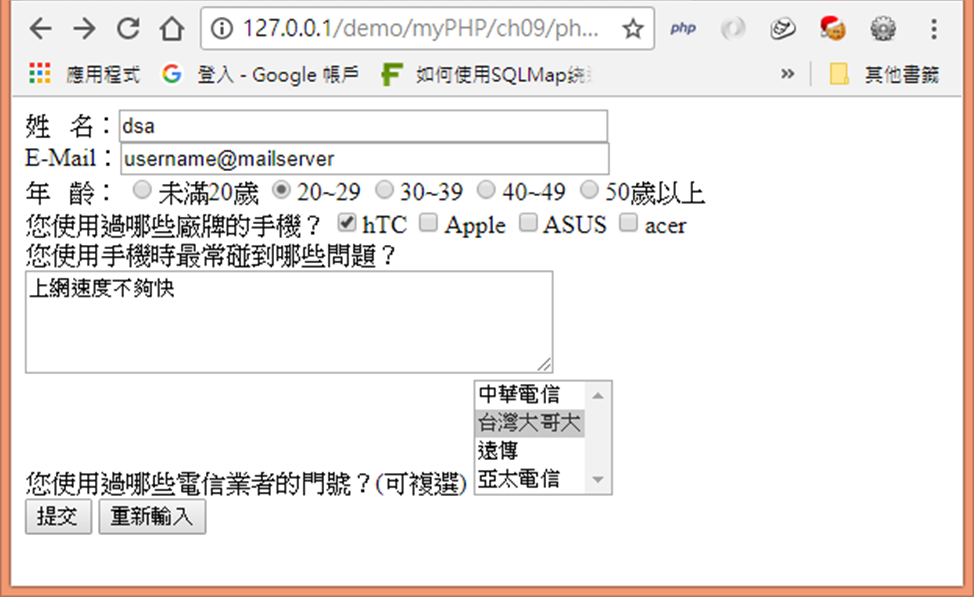 127.0.0.1/demo/myPHP/ch09/ph...
php
應用程式 登入 - Google 帳戶 如何使用SQLMap » 其他書籤
姓 名：dsa
E-Mail：username@mailserver
年 齡： 未滿20歲 20~29 30~39 40~49 50歲以上
您使用過哪些廠牌的手機？ hTC Apple ASUS acer
您使用手機時最常碰到哪些問題？
上網速度不夠快
中華電信
台灣大哥大
遠傳
亞太電信
您使用過哪些電信業者的門號？(可複選)
提交 重新輸入